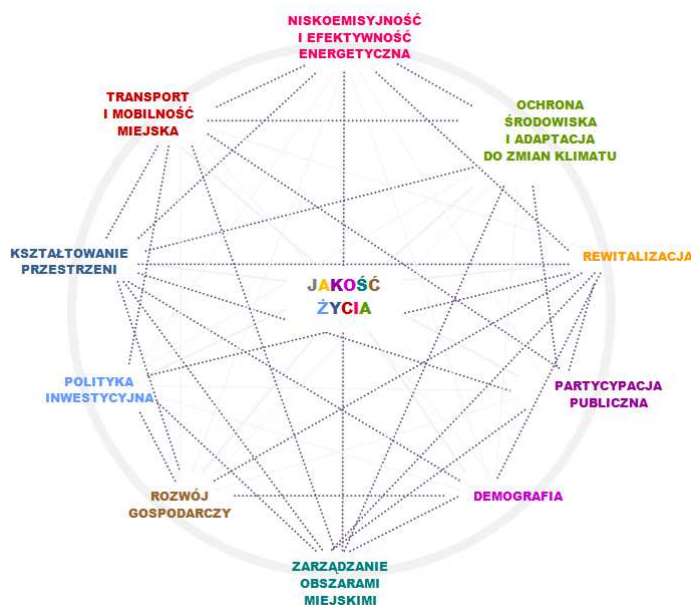 NISKOEMISYJNOŚĆ
I EFEKTYWNOŚĆ
ENERGETYCZNA
TRANSPORT
I MOBILNOŚĆ
MIEJSKA
OCHRONA
ŚRODOWISKA
I ADAPTACJA
DO ZMIAN KLIMATU
KSZTAŁTOWANIE
PRZESTRZENI
REWITALIZACJA
JAKOŚĆ
ŻYCIA
POLITYKA
INWESTYCYJNA
PARTYCYPACJA
PUBLICZNA
ROZWÓJ
GOSPODARCZY
DEMOGRAFIA
ZARZĄDZANIE
OBSZARAMI
MIEJSKIMI